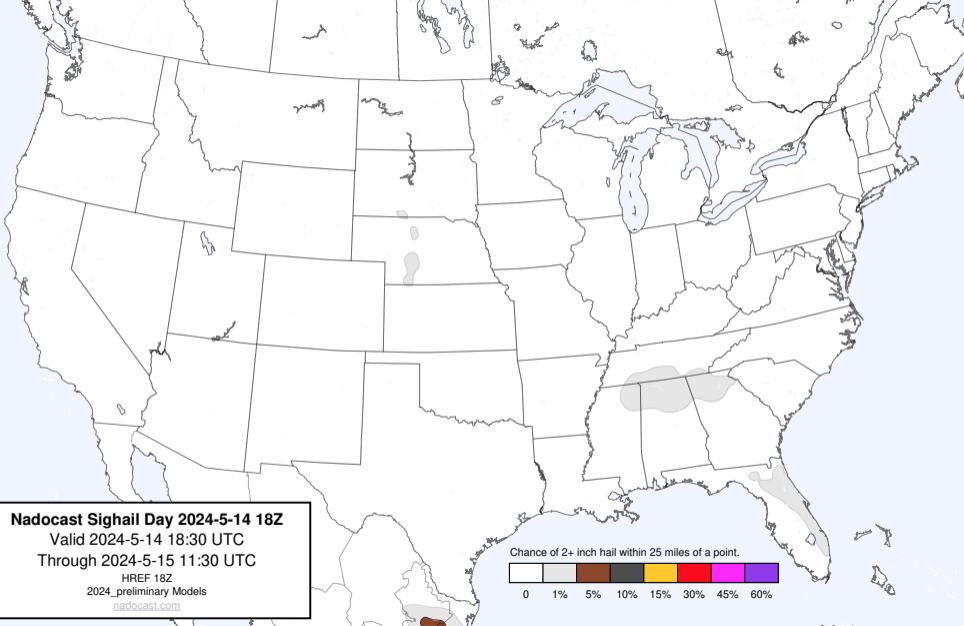 Nadocast Sighail Day 2024-5-14 18Z
Valid 2024-5-14 18:30 UTC
Through 2024-5-15 11:30 UTC
HREF 18Z
2024_preliminary Models
nadocast.com
Chance of 2+ inch hail within 25 miles of a point.
0 1% 5% 10% 15% 30% 45% 60%